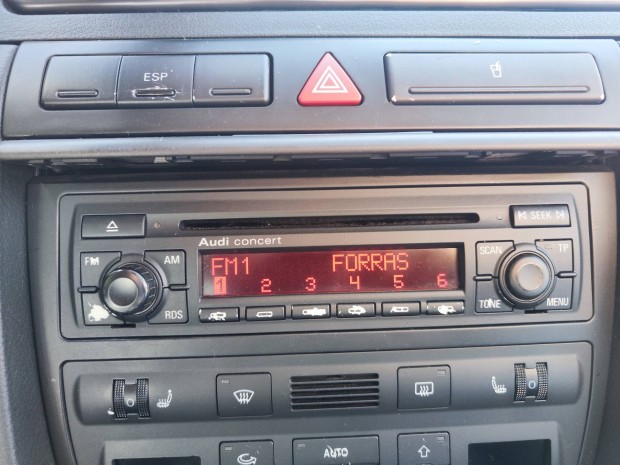 ESP
SEEK
Audi concert
FM AM
SCAN TP
FM1 FORRAS
1 2 3 4 5 6
RDS
TONE MENU
AUTO